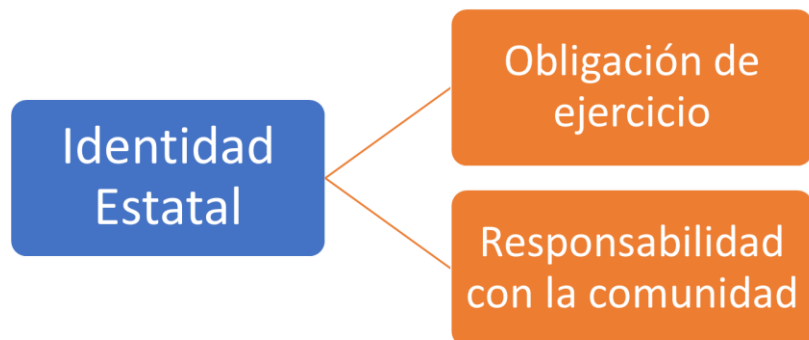 Identidad
Estatal
Obligación de
ejercicio
Responsabilidad
con la comunidad